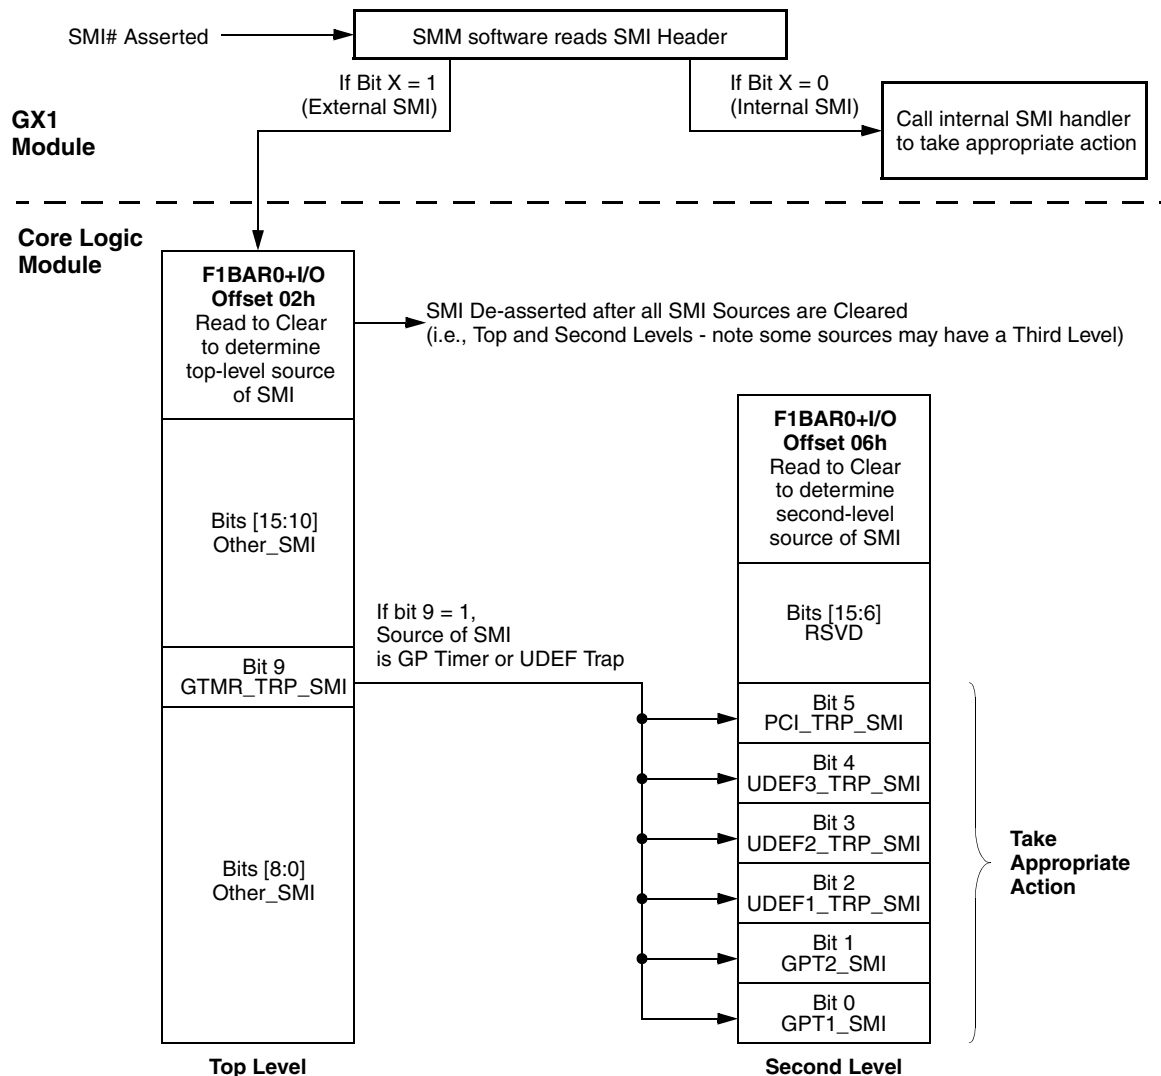 SMI# Asserted
SMM software reads SMI Header
If Bit X = 1
(External SMI)
If Bit X = 0
(Internal SMI)
GX1
Module
Call internal SMI handler
to take appropriate action
Core Logic
Module
F1BAR0+I/O
Offset 02h
Read to Clear
to determine
top-level source
of SMI
SMI De-asserted after all SMI Sources are Cleared
(i.e., Top and Second Levels - note some sources may have a Third Level)
Bits [15:10]
Other_SMI
If bit 9 = 1,
Source of SMI
is GP Timer or UDEF Trap
Bit 9
GTMR_TRP_SMI
Bits [8:0]
Other_SMI
Top Level
F1BAR0+I/O
Offset 06h
Read to Clear
to determine
second-level
source of SMI
Bits [15:6]
RSVD
Bit 5
PCI_TRP_SMI
Bit 4
UDEF3_TRP_SMI
Bit 3
UDEF2_TRP_SMI
Bit 2
UDEF1_TRP_SMI
Bit 1
GPT2_SMI
Bit 0
GPT1_SMI
Second Level
Take
Appropriate
Action